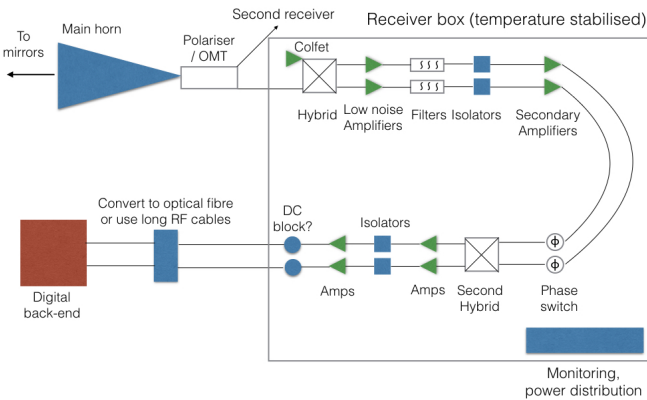 Second receiver
Receiver box (temperature stabilised)
To
mirrors
Main horn
Polariser
/ OMT
Colfet
Hybrid
Low noise
Amplifiers
Filters
Isolators
Secondary
Amplifiers
Convert to optical fibre
or use long RF cables
DC
block?
Isolators
Φ
Φ
Digital
back-end
Amps
Amps
Second
Hybrid
Phase
switch
Monitoring,
power distribution